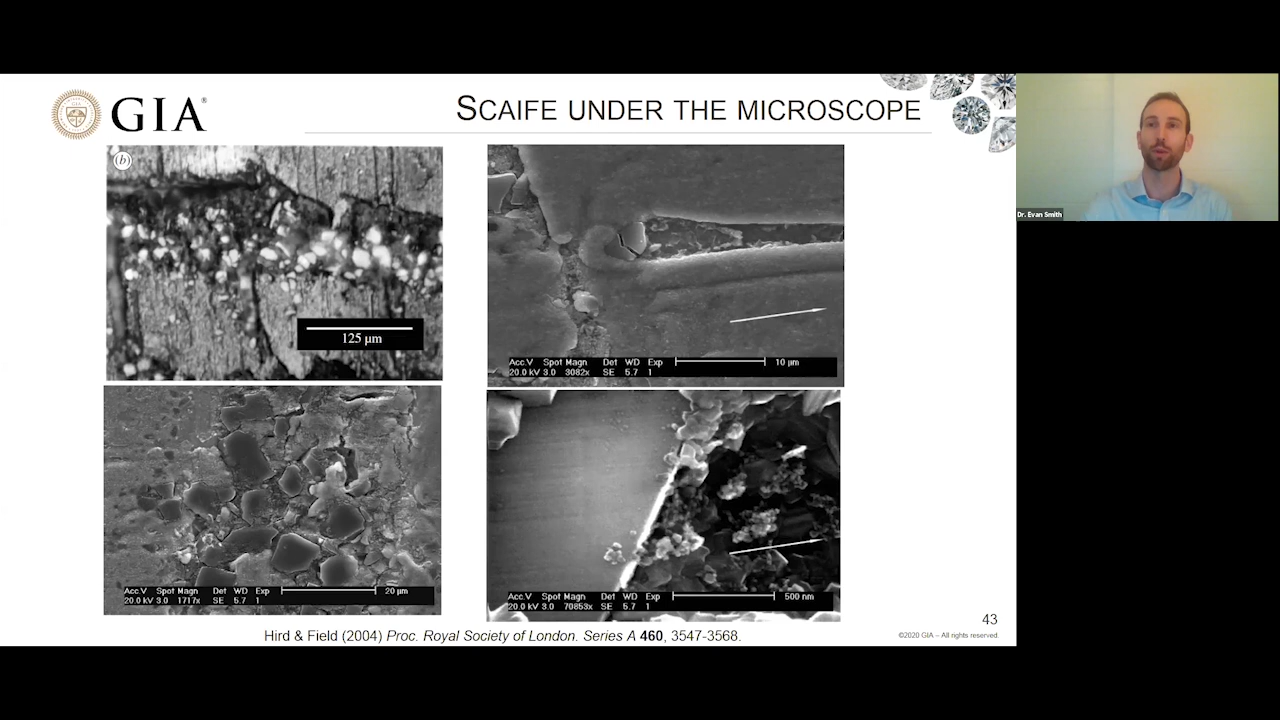 GIA®
SCAIFE UNDER THE MICROSCOPE
(b)
125 µm
Acc.V Spot Magn Det WD Exp
20.0 kV 3.0 3082x SE 5.7 1
10 µm
Acc.V Spot Magn Det WD Exp
20.0 kV 3.0 1717x SE 5.7 1
20 µm
Acc.V Spot Magn Det WD Exp
20.0 kV 3.0 70853x SE 5.7 1
500 nm
Hird & Field (2004) Proc. Royal Society of London. Series A 460, 3547-3568.
43
©2020 GIA – All rights reserved.
Dr. Evan Smith